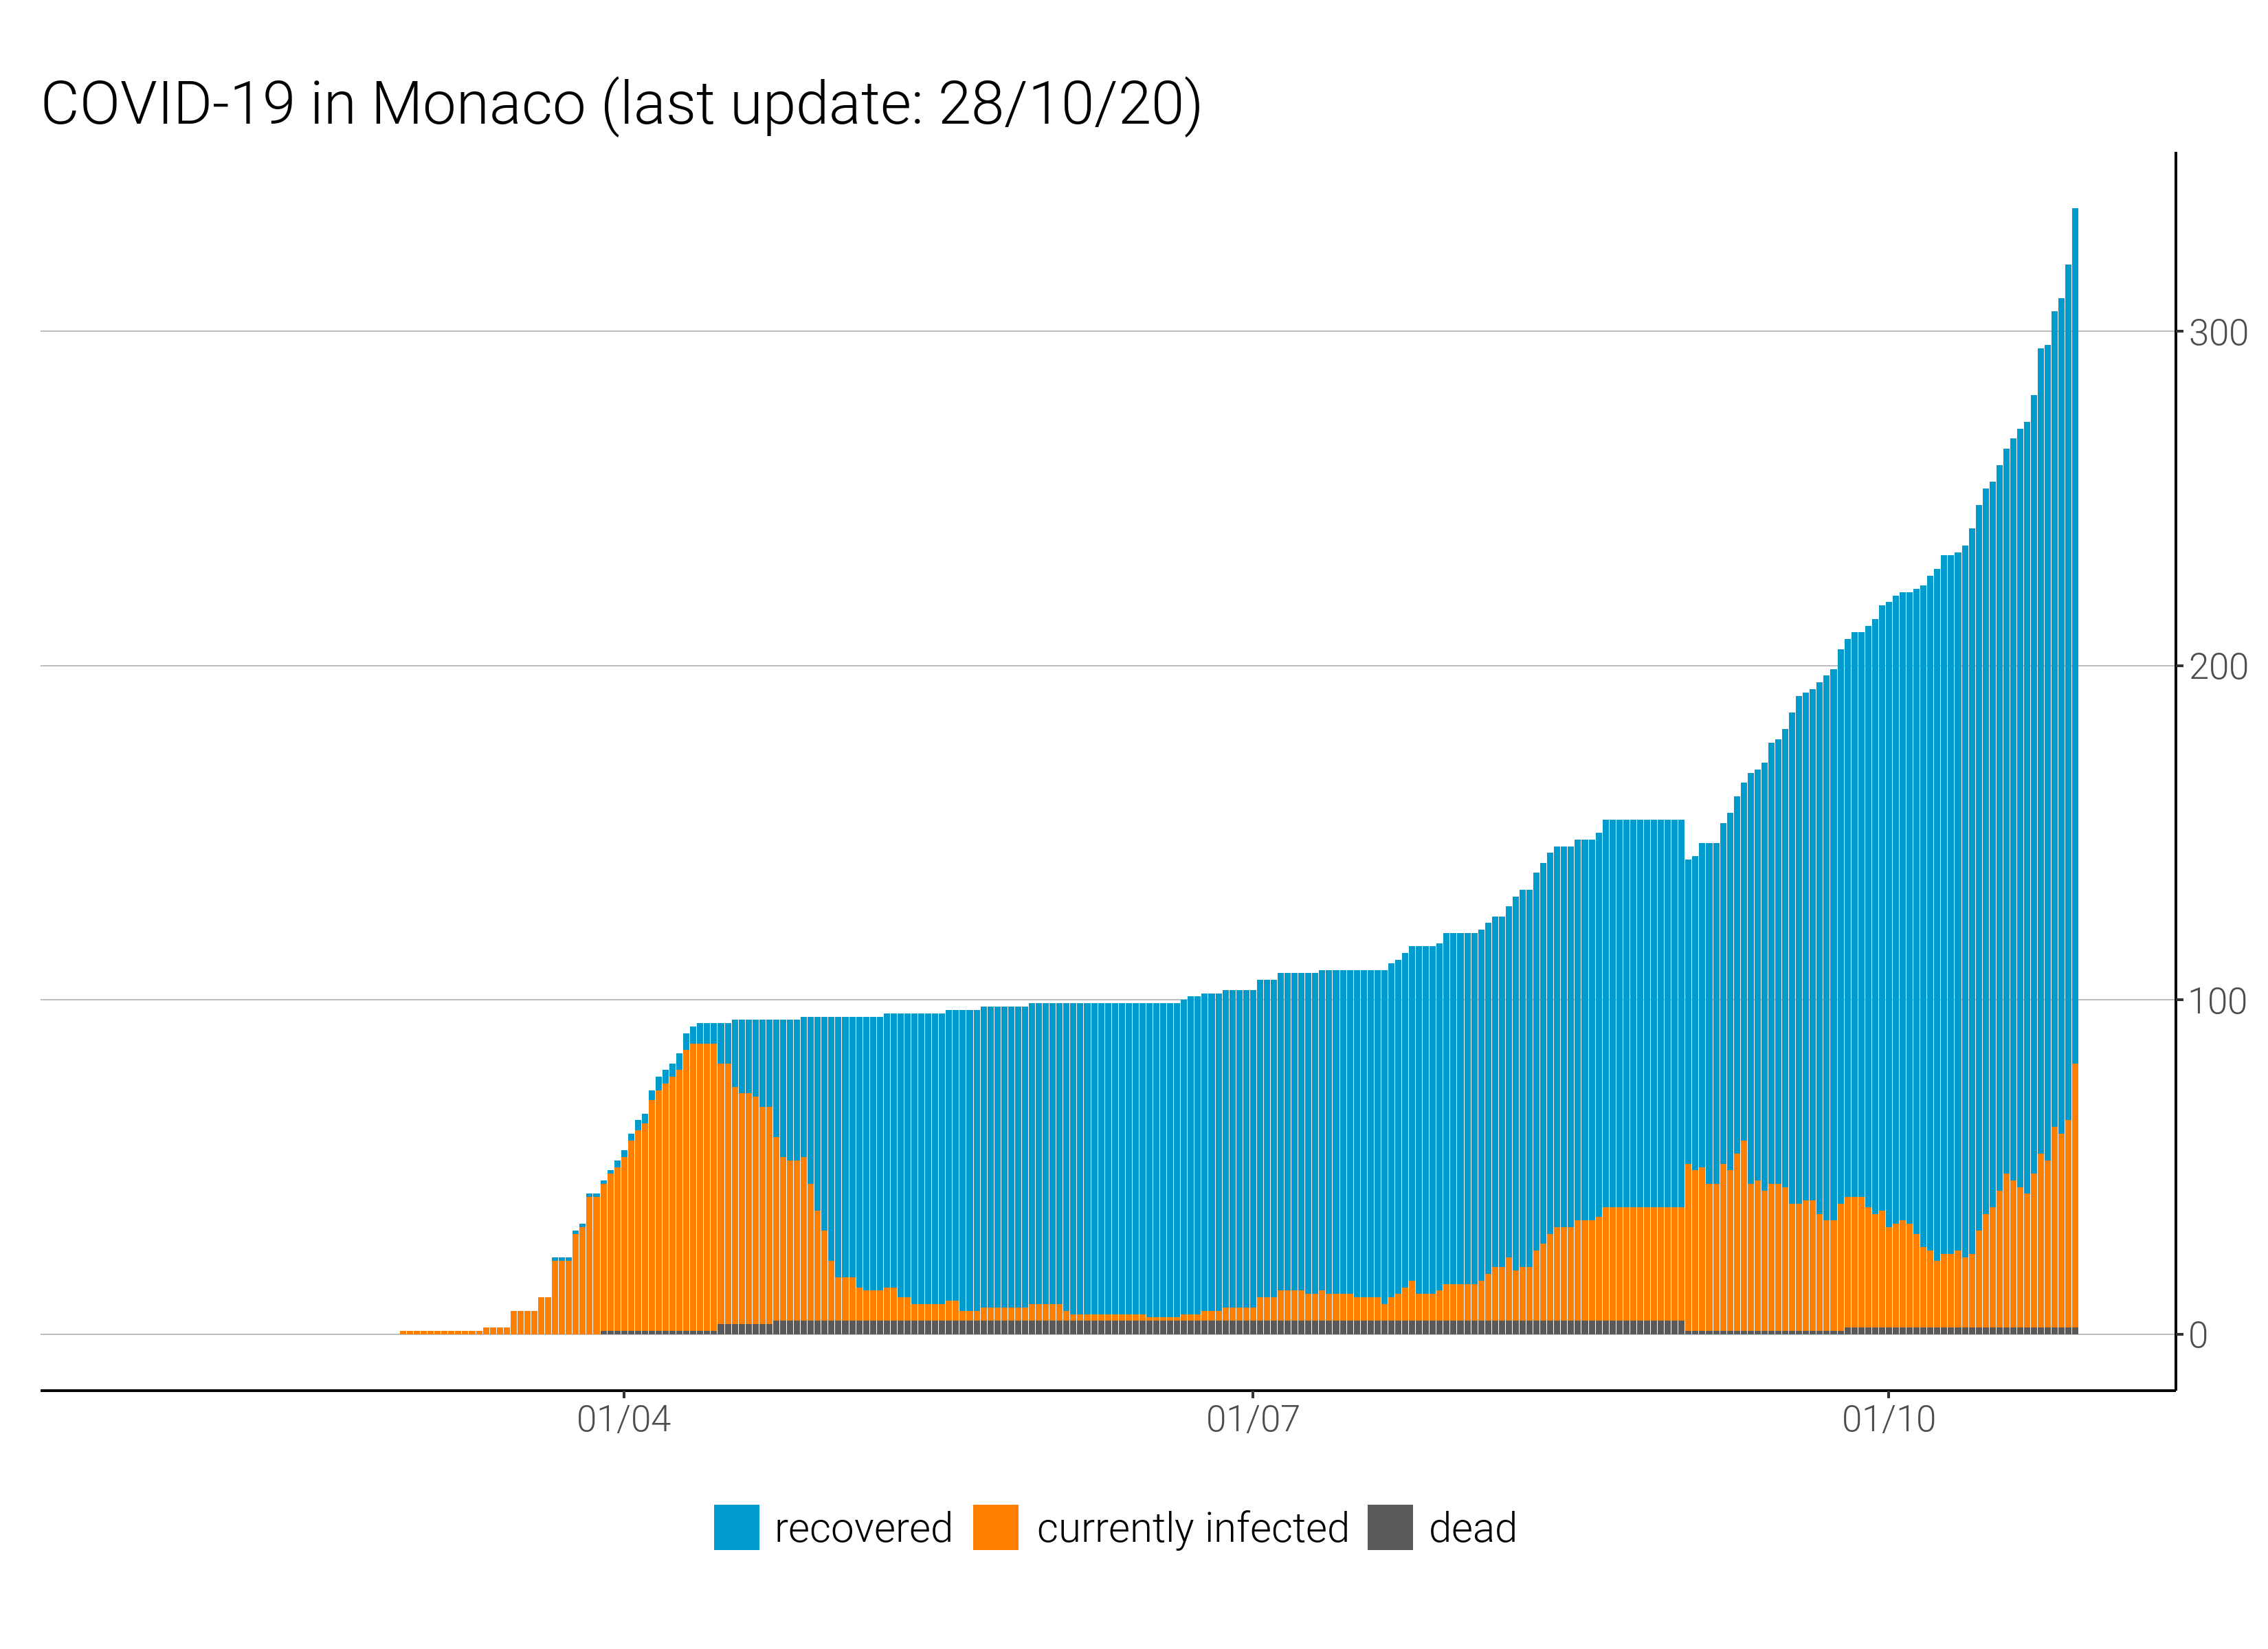 COVID-19 in Monaco (last update: 28/10/20)
300
200
100
0
01/04 01/07 01/10
recovered currently infected dead